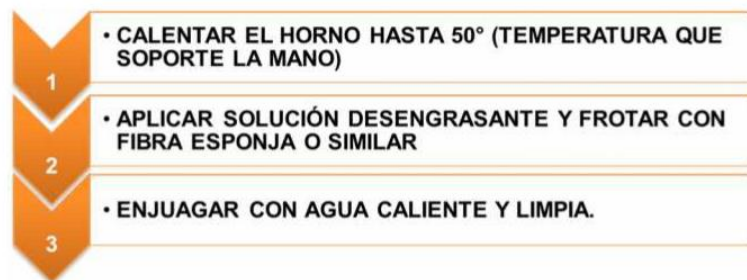 • CALENTAR EL HORNO HASTA 50° (TEMPERATURA QUE
SOPORTE LA MANO)
1
• APLICAR SOLUCIÓN DESENGRASANTE Y FROTAR CON
FIBRA ESPONJA O SIMILAR
2
• ENJUAGAR CON AGUA CALIENTE Y LIMPIA.
3